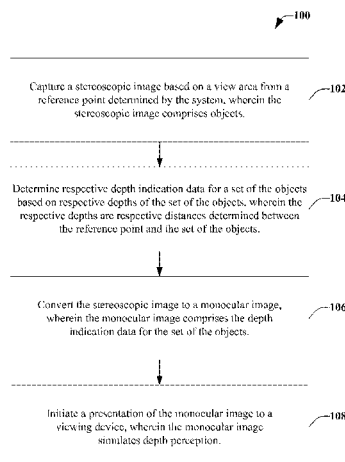 100
Capture a stereoscopic image based on a view area from a
reference point determined by the system, wherein the
stereoscopic image comprises objects.
102
Determine respective depth indication data for a set of the objects
based on respective depths of the set of the objects, wherein the
respective depths are respective distances determined between
the reference point and the set of the objects.
104
Convert the stereoscopic image to a monocular image,
wherein the monocular image comprises the depth
indication data for the set of the objects.
106
Initiate a presentation of the monocular image to a
viewing device, wherein the monocular image
simulates depth perception.
108